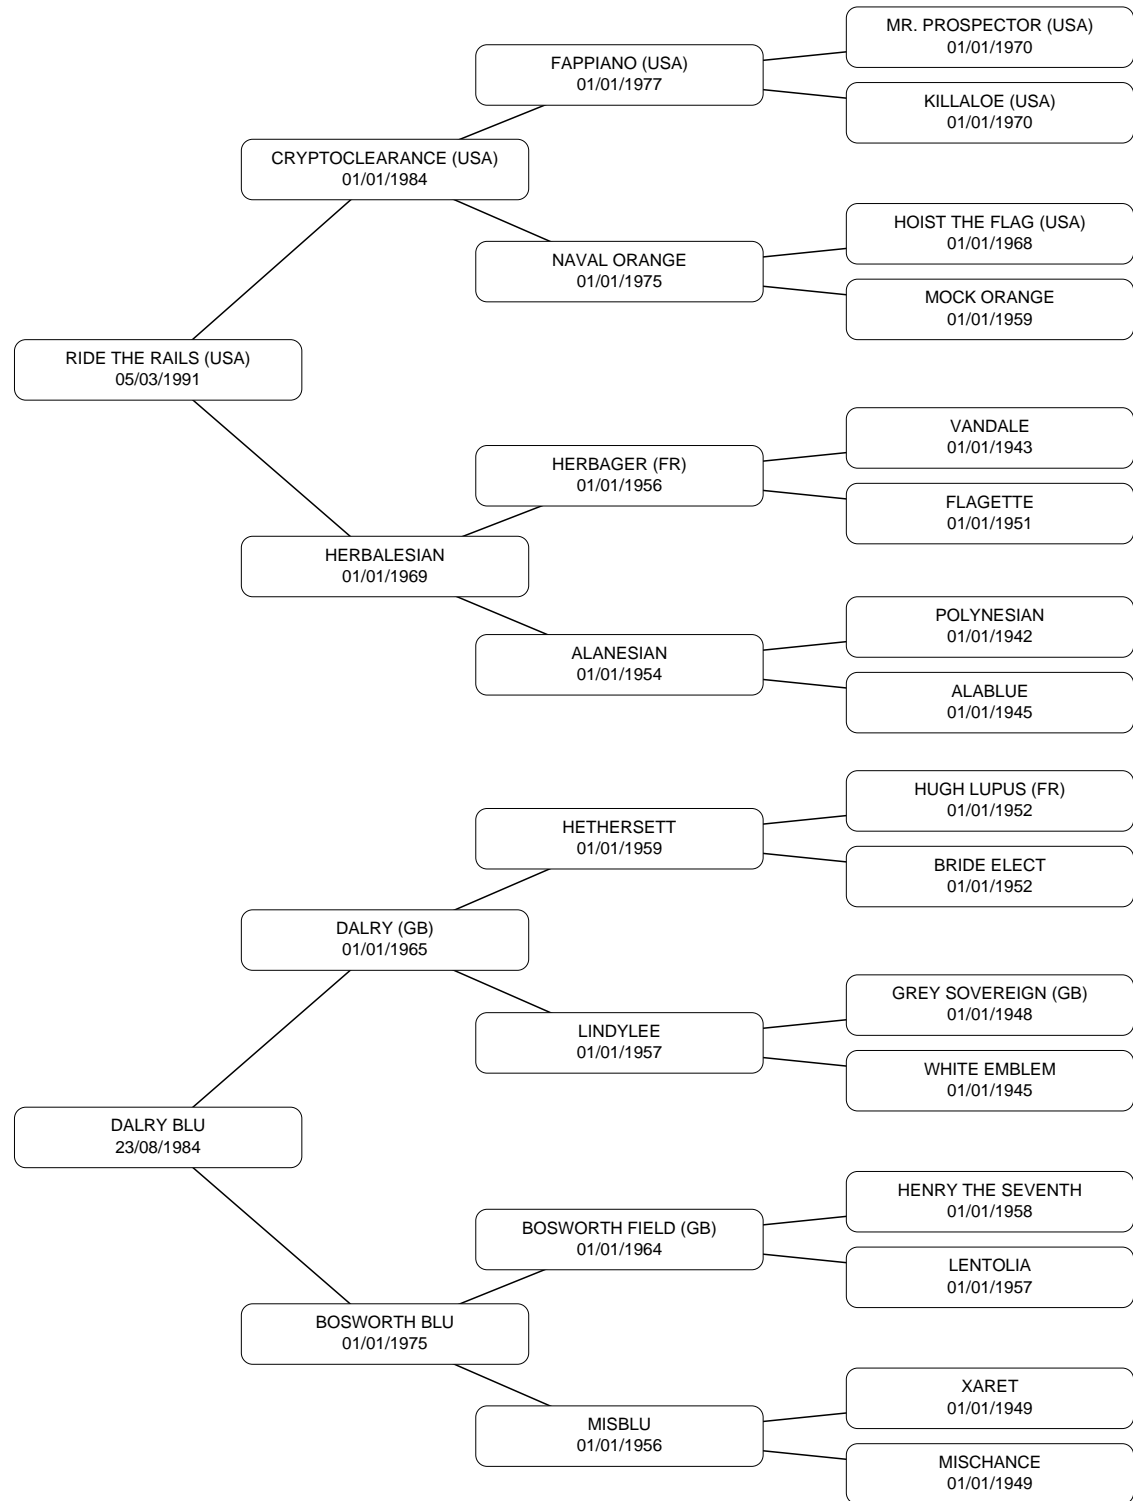 MR. PROSPECTOR (USA)
01/01/1970
FAPPIANO (USA)
01/01/1977
KILLALOE (USA)
01/01/1970
CRYPTOCLEARANCE (USA)
01/01/1984
HOIST THE FLAG (USA)
01/01/1968
NAVAL ORANGE
01/01/1975
MOCK ORANGE
01/01/1959
RIDE THE RAILS (USA)
05/03/1991
VANDALE
01/01/1943
HERBAGER (FR)
01/01/1956
FLAGETTE
01/01/1951
HERBALESIAN
01/01/1969
POLYNESIAN
01/01/1942
ALANESIAN
01/01/1954
ALABLUE
01/01/1945
HUGH LUPUS (FR)
01/01/1952
HETHERSETT
01/01/1959
BRIDE ELECT
01/01/1952
DALRY (GB)
01/01/1965
GREY SOVEREIGN (GB)
01/01/1948
LINDYLEE
01/01/1957
WHITE EMBLEM
01/01/1945
DALRY BLU
23/08/1984
HENRY THE SEVENTH
01/01/1958
BOSWORTH FIELD (GB)
01/01/1964
LENTOLIA
01/01/1957
BOSWORTH BLU
01/01/1975
XARET
01/01/1949
MISBLU
01/01/1956
MISCHANCE
01/01/1949